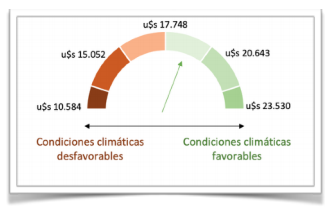 u$s 17.748
u$s 15.052
u$s 20.643
u$s 10.584
u$s 23.530
Condiciones climáticas
desfavorables
Condiciones climáticas
favorables